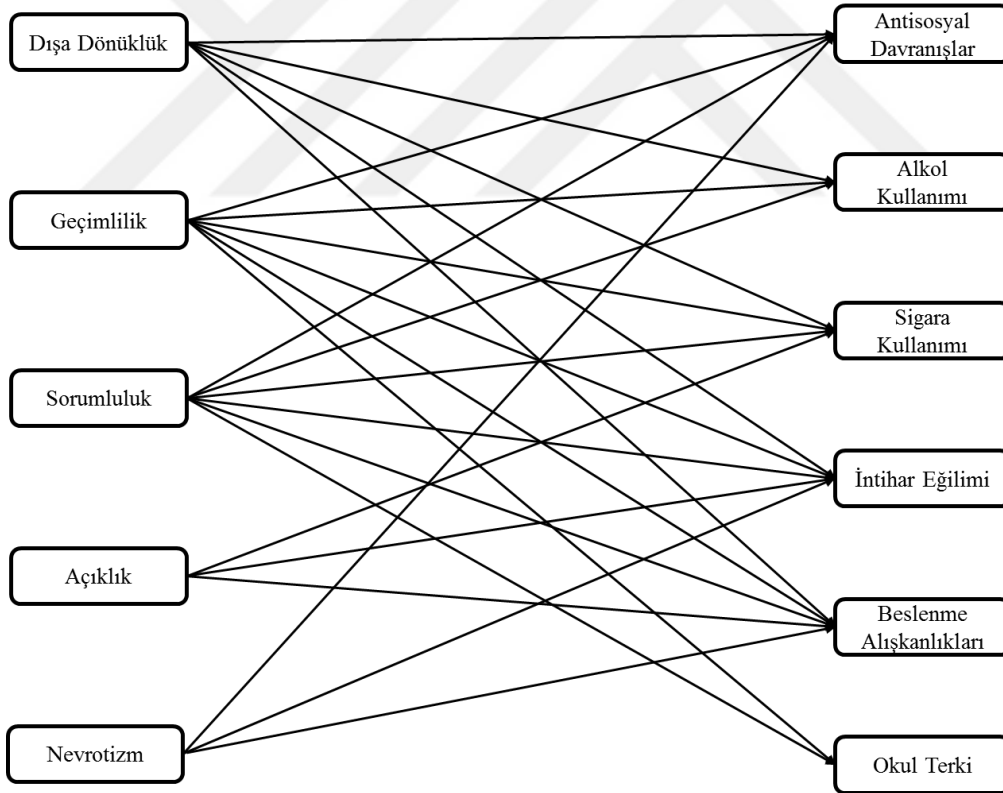 Dışa Dönüklük
Geçimlilik
Sorumluluk
Açıklık
Nevrotizm
Antisosyal
Davranışlar
Alkol
Kullanımı
Sigara
Kullanımı
İntihar Eğilimi
Beslenme
Alışkanlıkları
Okul Terki